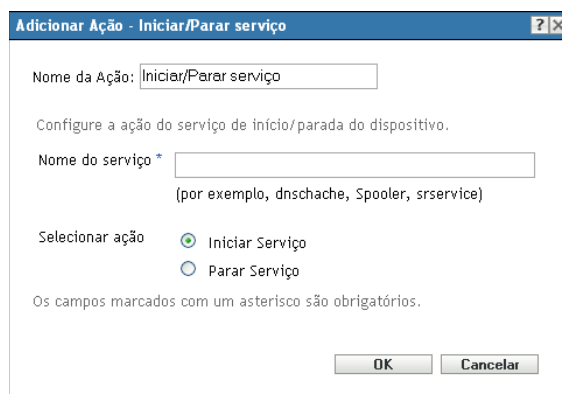 Adicionar Ação - Iniciar/Parar serviço ? X
Nome da Ação: Iniciar/Parar serviço
Configure a ação do serviço de início/parada do dispositivo.
Nome do serviço *
(por exemplo, dnschache, Spooler, srservice)
Selecionar ação
Iniciar Serviço
Parar Serviço
Os campos marcados com um asterisco são obrigatórios.
OK Cancelar